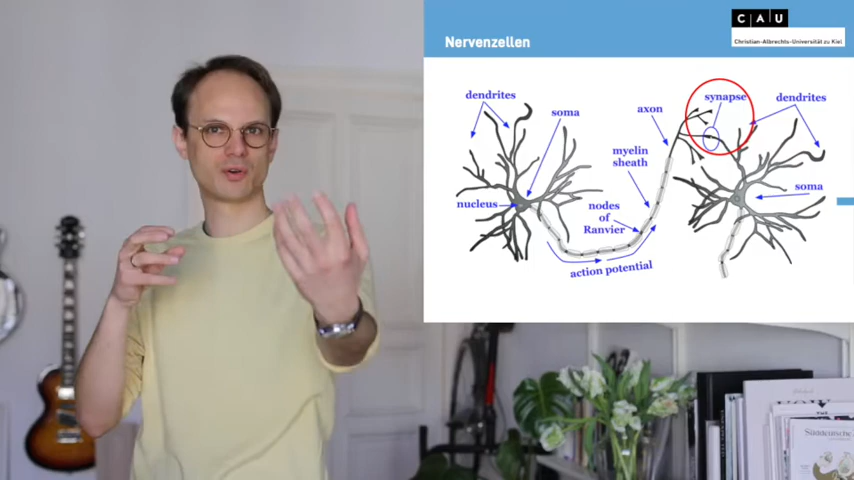 Nervenzellen
C A U
Christian-Albrechts-Universität zu Kiel
dendrites
soma
axon
synapse
dendrites
myelin
sheath
nucleus
nodes
of
Ranvier
soma
action potential
Süddeutsche